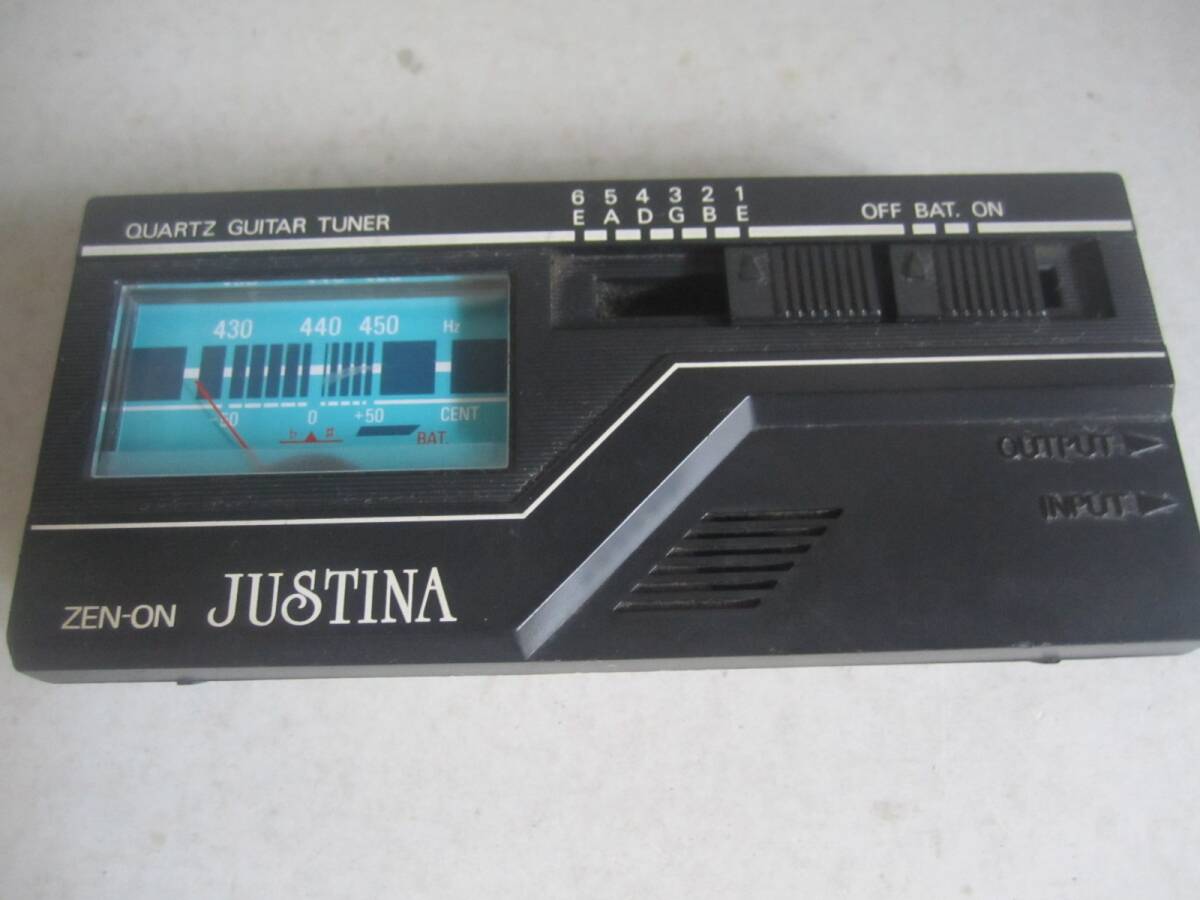 QUARTZ GUITAR TUNER
6 5 4 3 2 1
E A D G B E
OFF BAT. ON
430 440 450 Hz
-50 0 +50 CENT
♭ ♯
BAT.
OUTPUT
INPUT
ZEN-ON JUSTINA